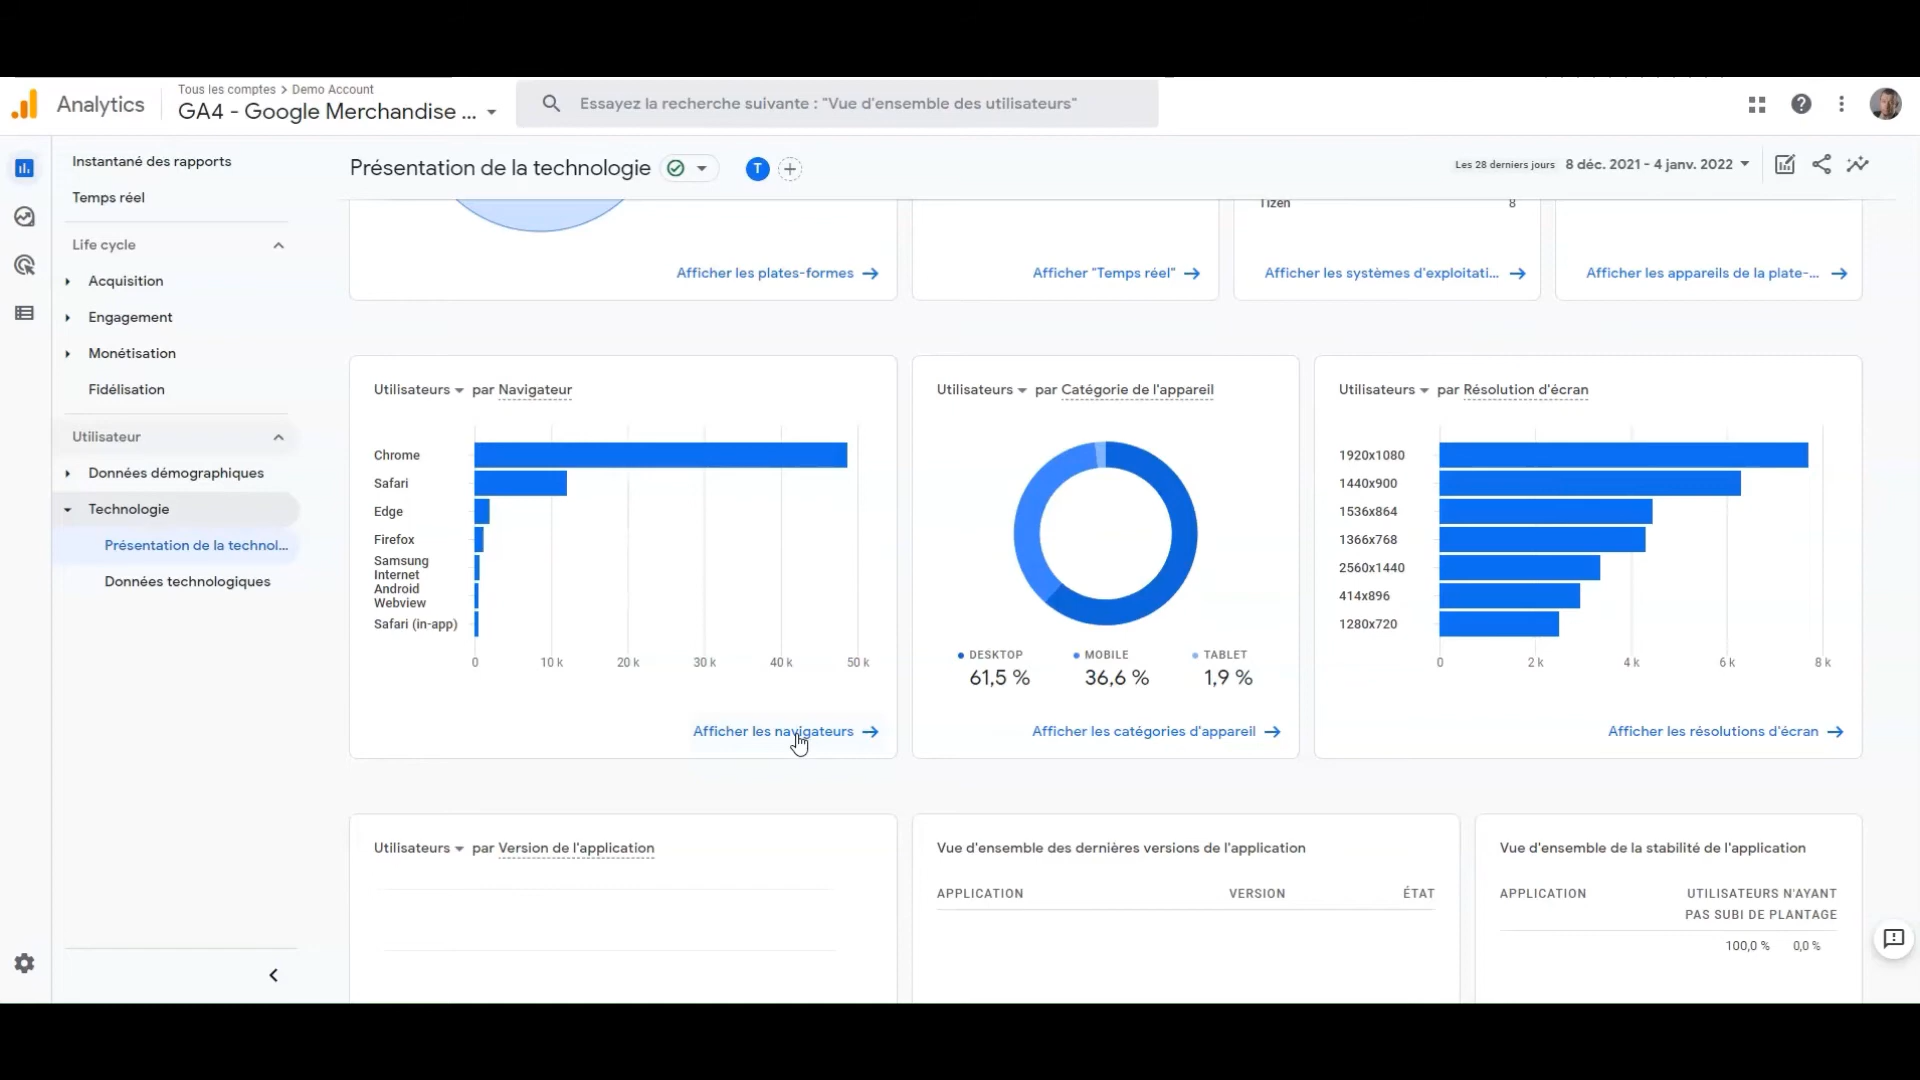 Analytics
Tous les comptes > Demo Account
GA4 - Google Merchandise ...
Essayez la recherche suivante : "Vue d'ensemble des utilisateurs"
Instantané des rapports
Temps réel
Life cycle
Acquisition
Engagement
Monétisation
Fidélisation
Utilisateur
Données démographiques
Technologie
Présentation de la technol...
Données technologiques
Présentation de la technologie
T
Les 28 derniers jours 8 déc. 2021 - 4 janv. 2022
Tizen 8
Afficher les plates-formes
Afficher "Temps réel"
Afficher les systèmes d'exploitati...
Afficher les appareils de la plate-...
Utilisateurs par Navigateur
Chrome
Safari
Edge
Firefox
Samsung
Internet
Android
Webview
Safari (in-app)
0 10 k 20 k 30 k 40 k 50 k
Afficher les navigateurs
Utilisateurs par Catégorie de l'appareil
DESKTOP MOBILE TABLET
61,5 % 36,6 % 1,9 %
Afficher les catégories d'appareil
Utilisateurs par Résolution d'écran
1920x1080
1440x900
1536x864
1366x768
2560x1440
414x896
1280x720
0 2 k 4 k 6 k 8 k
Afficher les résolutions d'écran
Utilisateurs par Version de l'application
Vue d'ensemble des dernières versions de l'application
APPLICATION VERSION ÉTAT
Vue d'ensemble de la stabilité de l'application
APPLICATION UTILISATEURS N'AYANT
PAS SUBI DE PLANTAGE
100,0 % 0,0 %